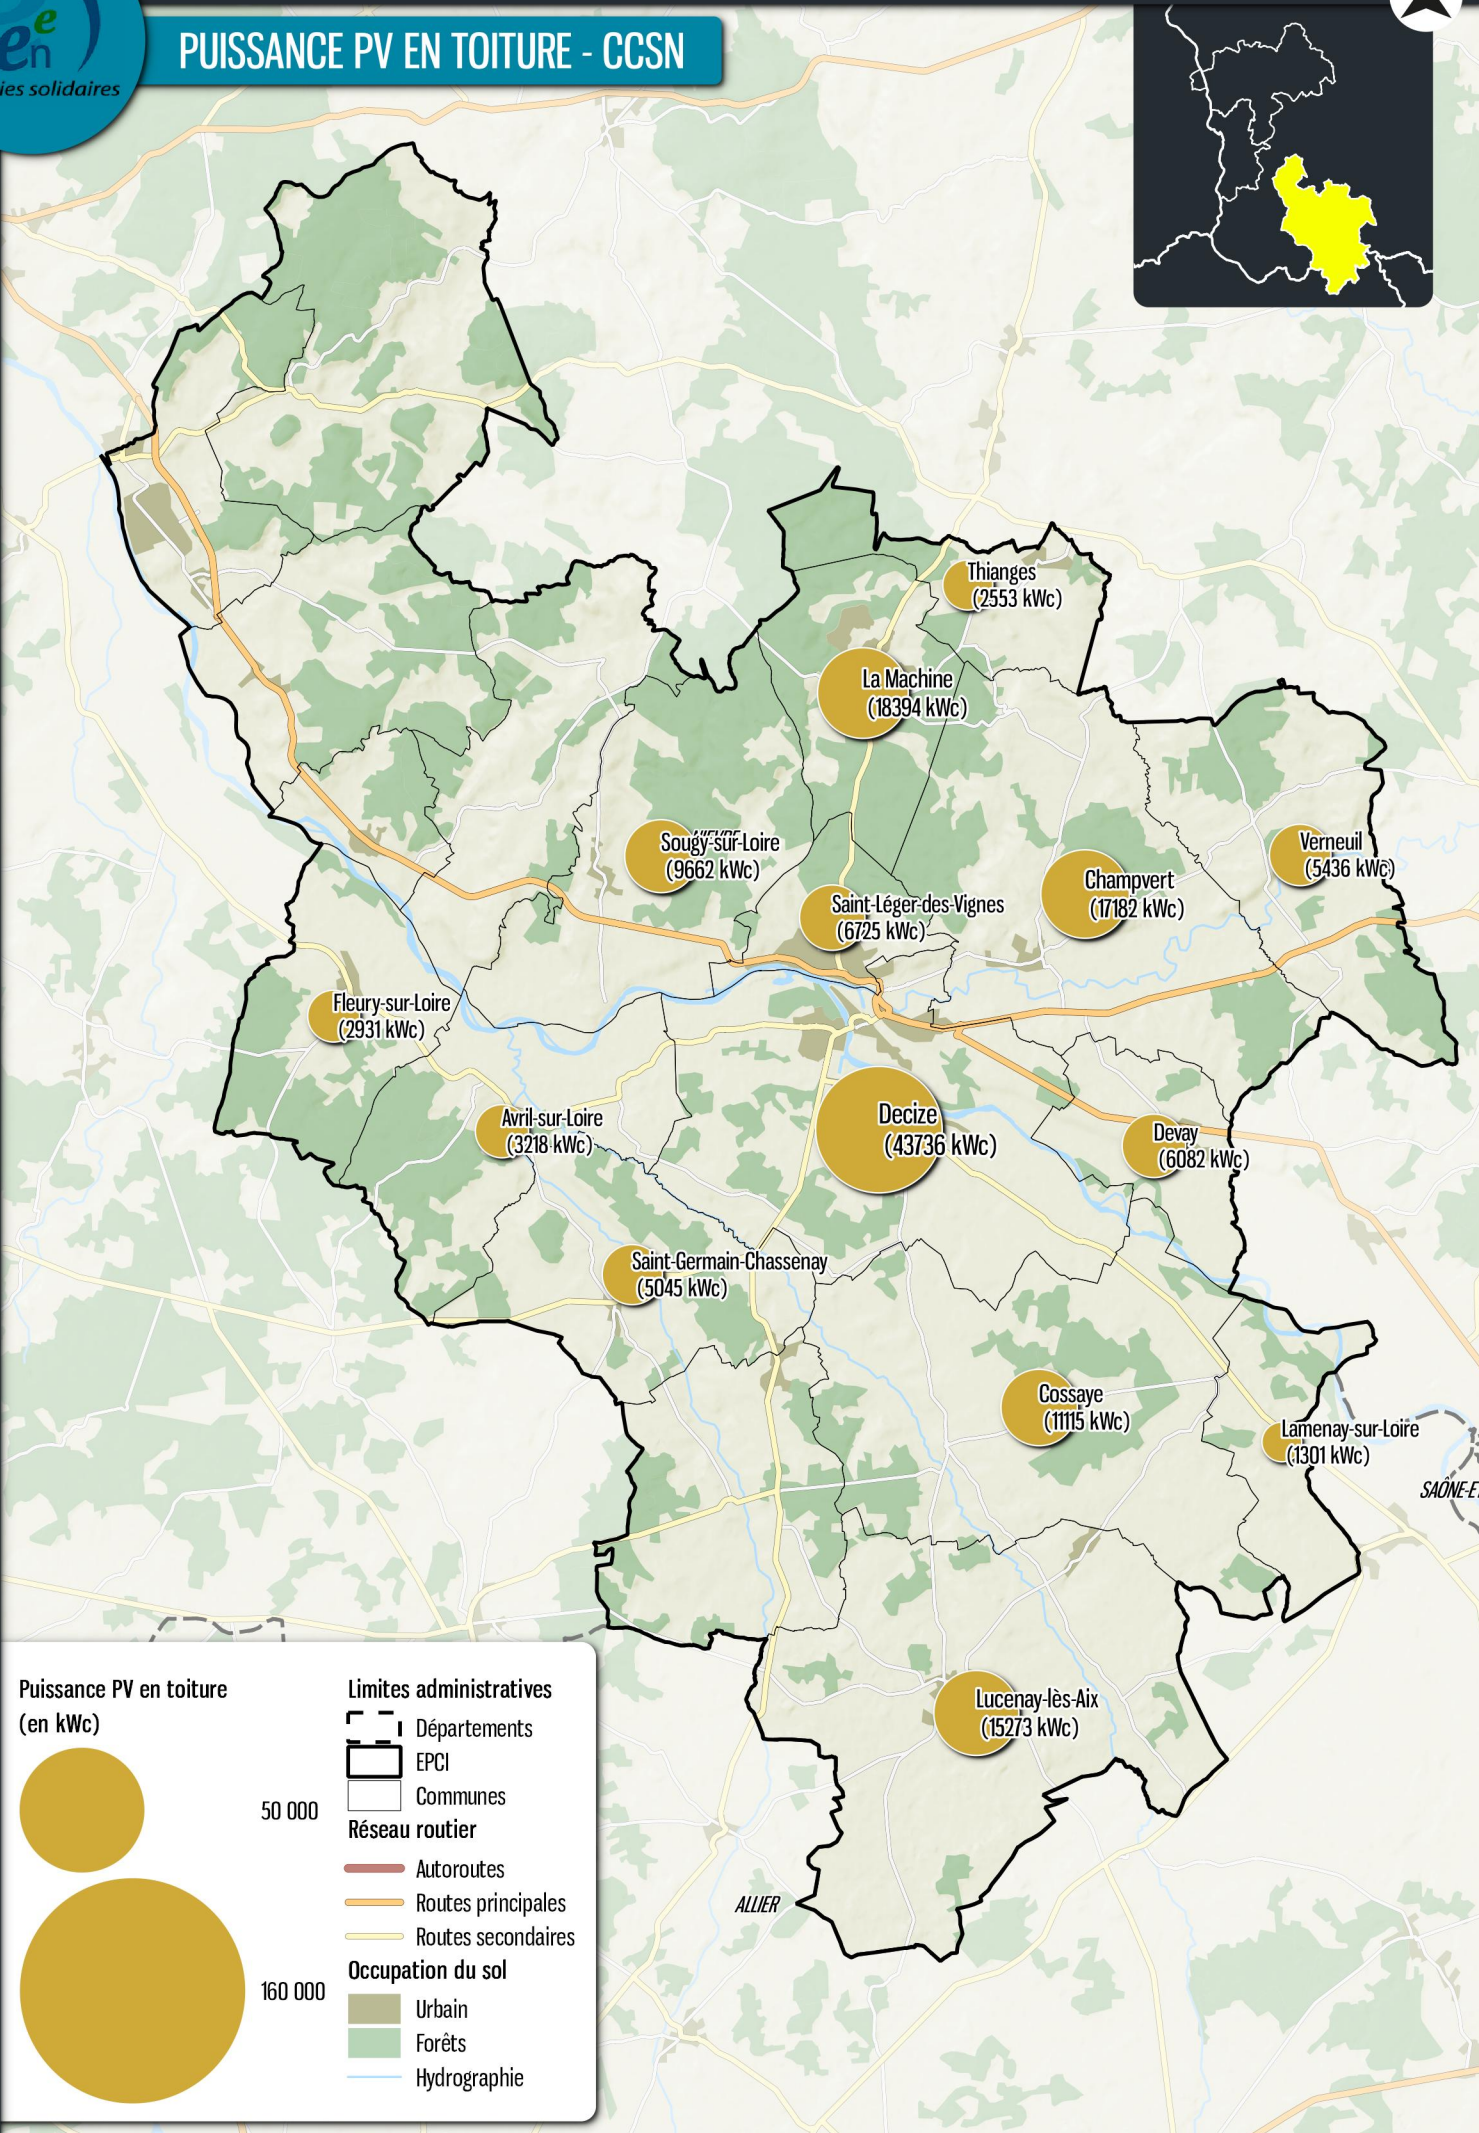 ies solidaires
PUISSANCE PV EN TOITURE - CCSN
Thianges
(2553 kWc)
La Machine
(18394 kWc)
Sougy-sur-Loire
(9662 kWc)
Saint-Léger-des-Vignes
(6725 kWc)
Champvert
(17182 kWc)
Verneuil
(5436 kWc)
Fleury-sur-Loire
(2931 kWc)
Avril-sur-Loire
(3218 kWc)
Decize
(43736 kWc)
Devay
(6082 kWc)
Saint-Germain-Chassenay
(5045 kWc)
Cossaye
(11115 kWc)
Lamenay-sur-Loire
(1301 kWc)
SAÔNE-E
Lucenay-lès-Aix
(15273 kWc)
ALLIER
Puissance PV en toiture
(en kWc)
50 000
160 000
Limites administratives
Départements
EPCI
Communes
Réseau routier
Autoroutes
Routes principales
Routes secondaires
Occupation du sol
Urbain
Forêts
Hydrographie